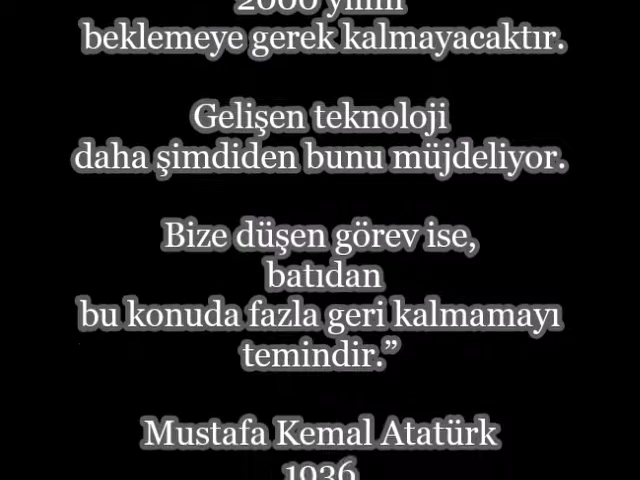 2000 yılını
beklemeye gerek kalmayacaktır.
Gelişen teknoloji
daha şimdiden bunu müjdeliyor.
Bize düşen görev ise,
batıdan
bu konuda fazla geri kalmamayı
temindir.”
Mustafa Kemal Atatürk
1936